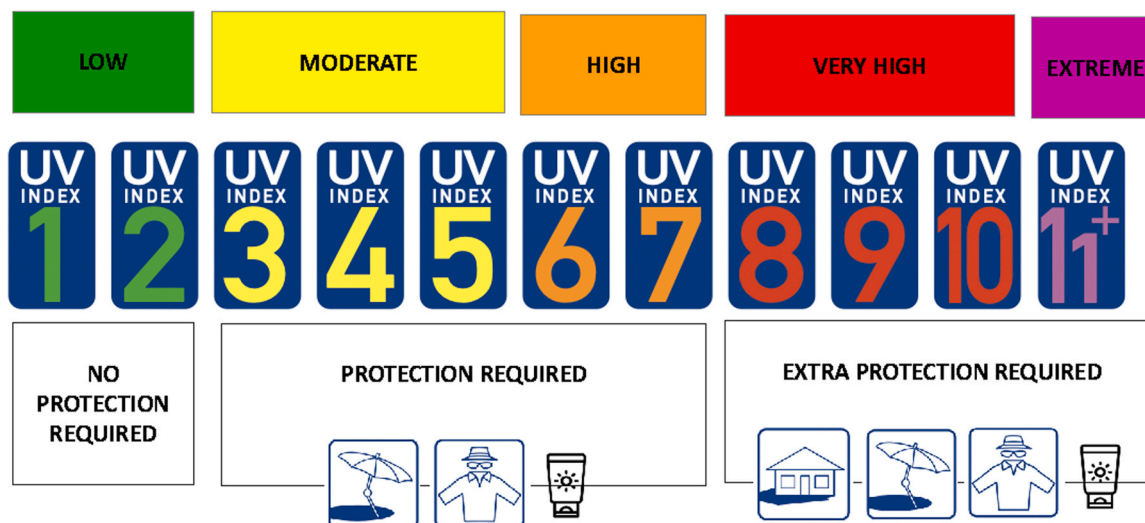 LOW
MODERATE
HIGH
VERY HIGH
EXTREME
UV
INDEX
1
UV
INDEX
2
UV
INDEX
3
UV
INDEX
4
UV
INDEX
5
UV
INDEX
6
UV
INDEX
7
UV
INDEX
8
UV
INDEX
9
UV
INDEX
10
UV
INDEX
11+
NO
PROTECTION
REQUIRED
PROTECTION REQUIRED
EXTRA PROTECTION REQUIRED